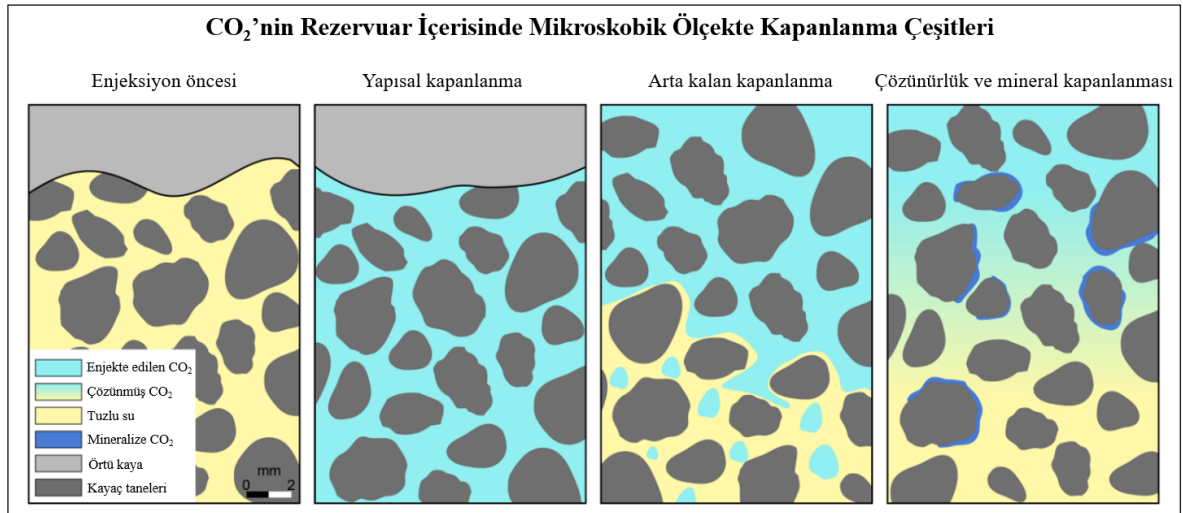 CO₂’nin Rezervuar İçerisinde Mikroskobik Ölçekte Kapanlanma Çeşitleri
Enjeksiyon öncesi
Yapısal kapanlanma
Arta kalan kapanlanma
Çözünürlük ve mineral kapanlanması
Enjekte edilen CO₂
Çözünmüş CO₂
Tuzlu su
Mineralize CO₂
Örtü kaya
Kayaç taneleri
mm
0 2